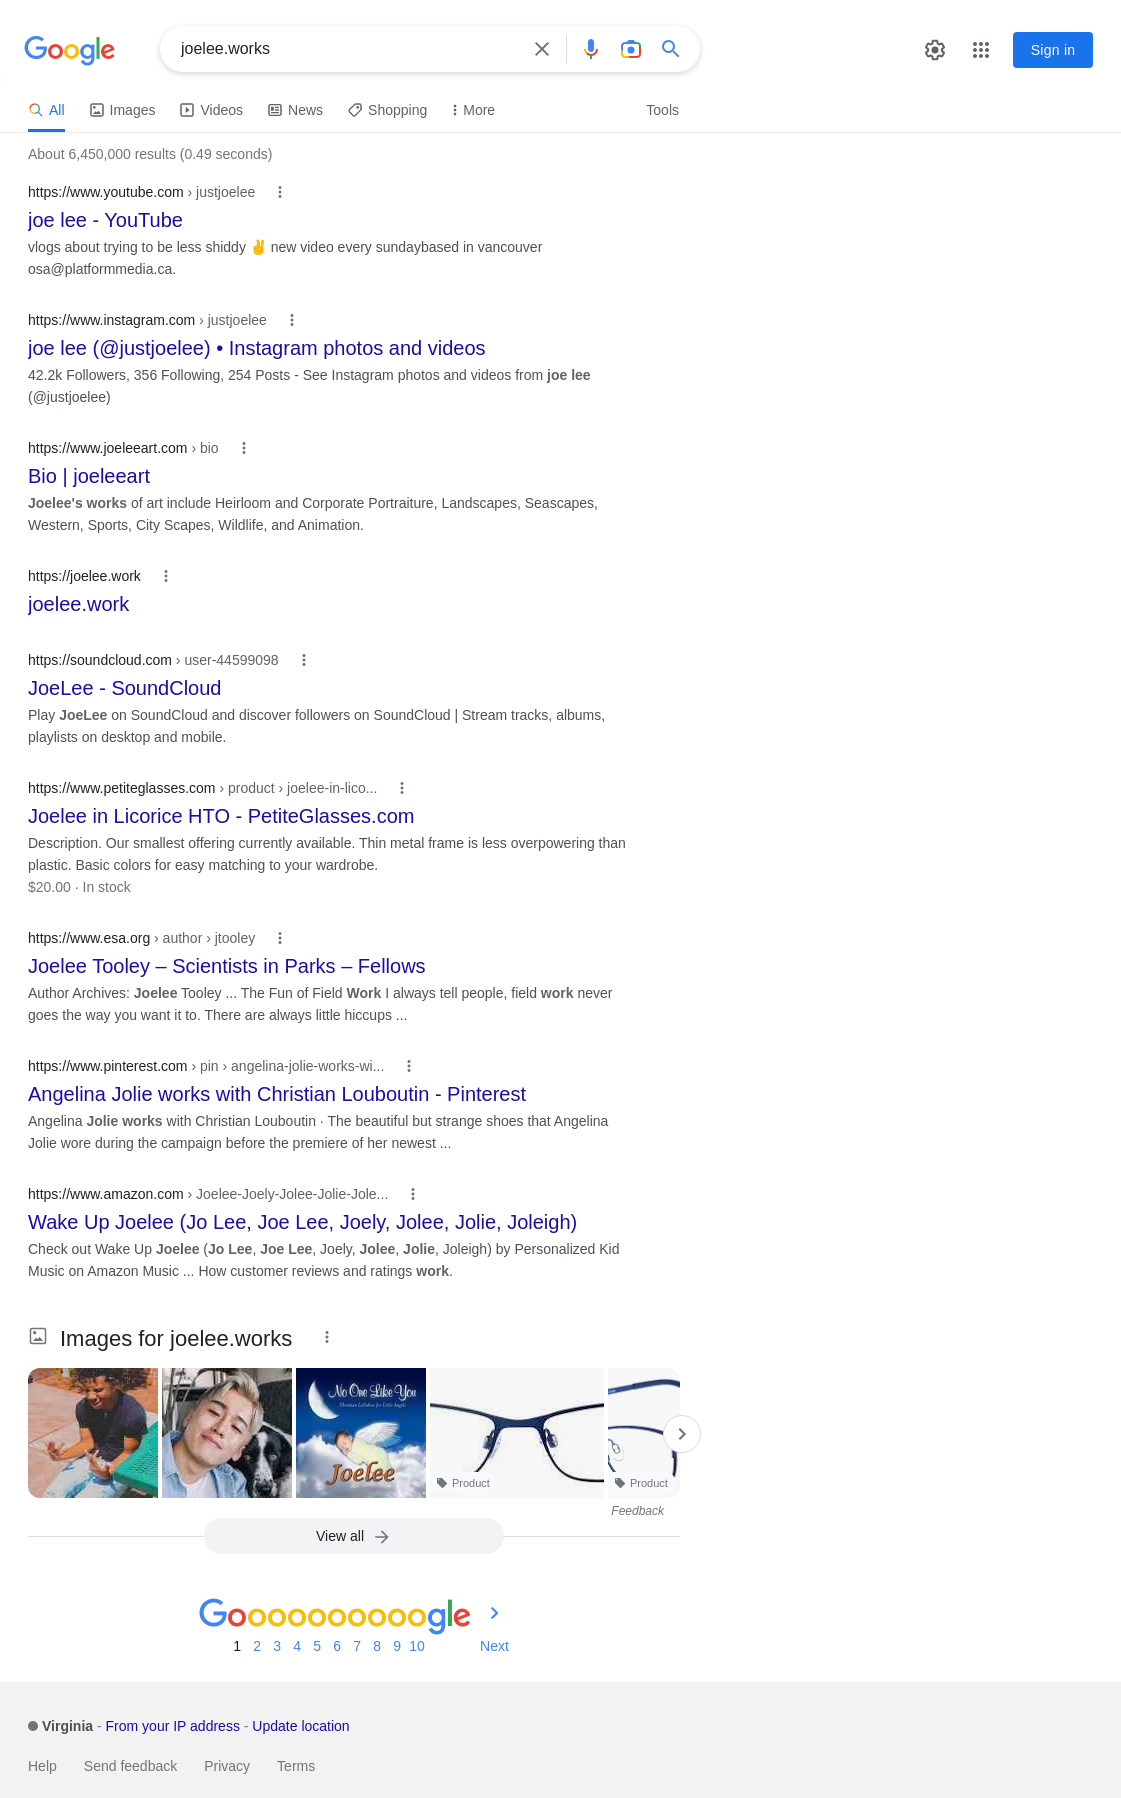 Google
joelee.works
Sign in
All Images Videos News Shopping More Tools
About 6,450,000 results (0.49 seconds)
https://www.youtube.com › justjoelee
joe lee - YouTube
vlogs about trying to be less shiddy ✌️ new video every sundaybased in vancouver
osa@platformmedia.ca.
https://www.instagram.com › justjoelee
joe lee (@justjoelee) • Instagram photos and videos
42.2k Followers, 356 Following, 254 Posts - See Instagram photos and videos from joe lee
(@justjoelee)
https://www.joeleeart.com › bio
Bio | joeleeart
Joelee's works of art include Heirloom and Corporate Portraiture, Landscapes, Seascapes,
Western, Sports, City Scapes, Wildlife, and Animation.
https://joelee.work
joelee.work
https://soundcloud.com › user-44599098
JoeLee - SoundCloud
Play JoeLee on SoundCloud and discover followers on SoundCloud | Stream tracks, albums,
playlists on desktop and mobile.
https://www.petiteglasses.com › product › joelee-in-lico...
Joelee in Licorice HTO - PetiteGlasses.com
Description. Our smallest offering currently available. Thin metal frame is less overpowering than
plastic. Basic colors for easy matching to your wardrobe.
$20.00 · In stock
https://www.esa.org › author › jtooley
Joelee Tooley – Scientists in Parks – Fellows
Author Archives: Joelee Tooley ... The Fun of Field Work I always tell people, field work never
goes the way you want it to. There are always little hiccups ...
https://www.pinterest.com › pin › angelina-jolie-works-wi...
Angelina Jolie works with Christian Louboutin - Pinterest
Angelina Jolie works with Christian Louboutin · The beautiful but strange shoes that Angelina
Jolie wore during the campaign before the premiere of her newest ...
https://www.amazon.com › Joelee-Joely-Jolee-Jolie-Jole...
Wake Up Joelee (Jo Lee, Joe Lee, Joely, Jolee, Jolie, Joleigh)
Check out Wake Up Joelee (Jo Lee, Joe Lee, Joely, Jolee, Jolie, Joleigh) by Personalized Kid
Music on Amazon Music ... How customer reviews and ratings work.
Images for joelee.works
No One Like You
Christian Lullabies for Little Angels
Joelee
Product
Product
Feedback
View all
Goooooooooogle
1 2 3 4 5 6 7 8 9 10 Next
Virginia - From your IP address - Update location
Help Send feedback Privacy Terms